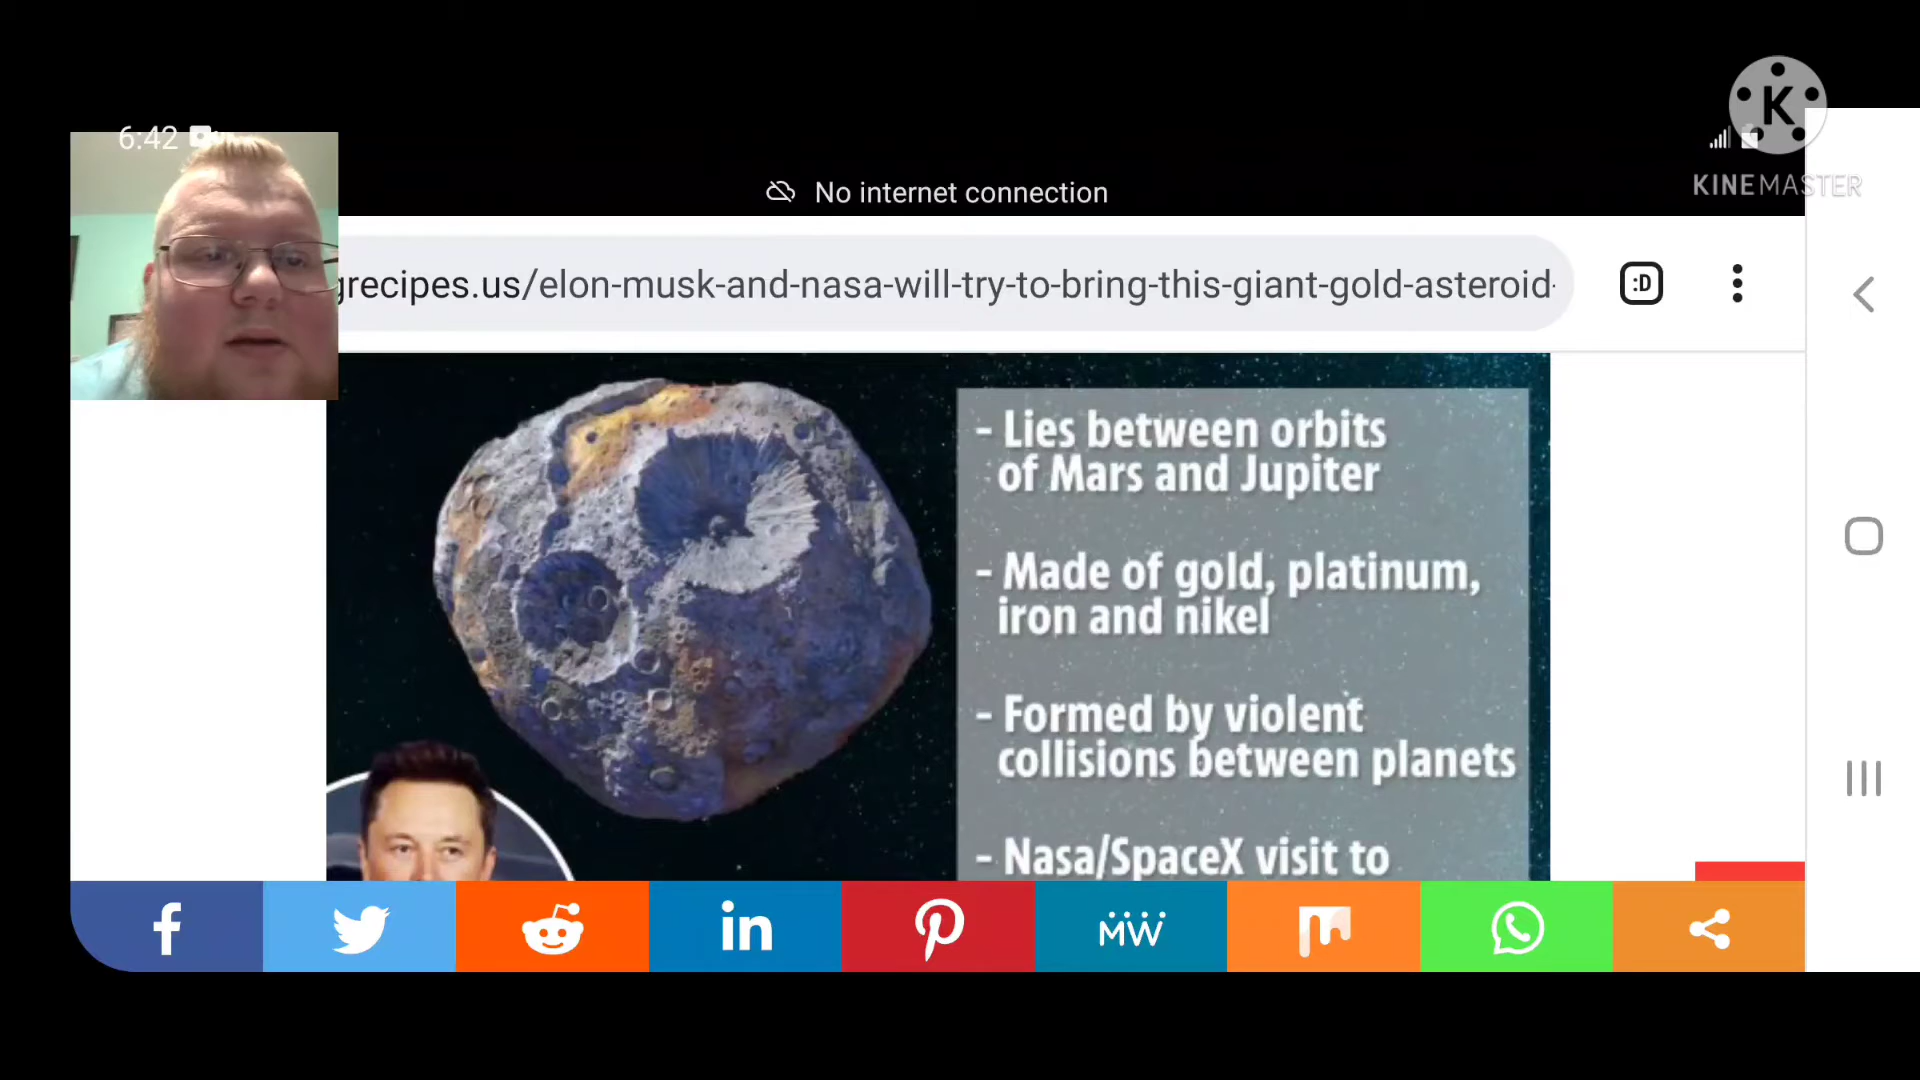 6:42
K
KINEMASTER
No internet connection
grecipes.us/elon-musk-and-nasa-will-try-to-bring-this-giant-gold-asteroid-
:D
- Lies between orbits
of Mars and Jupiter
- Made of gold, platinum,
iron and nikel
- Formed by violent
collisions between planets
- Nasa/SpaceX visit to
f
in
MW